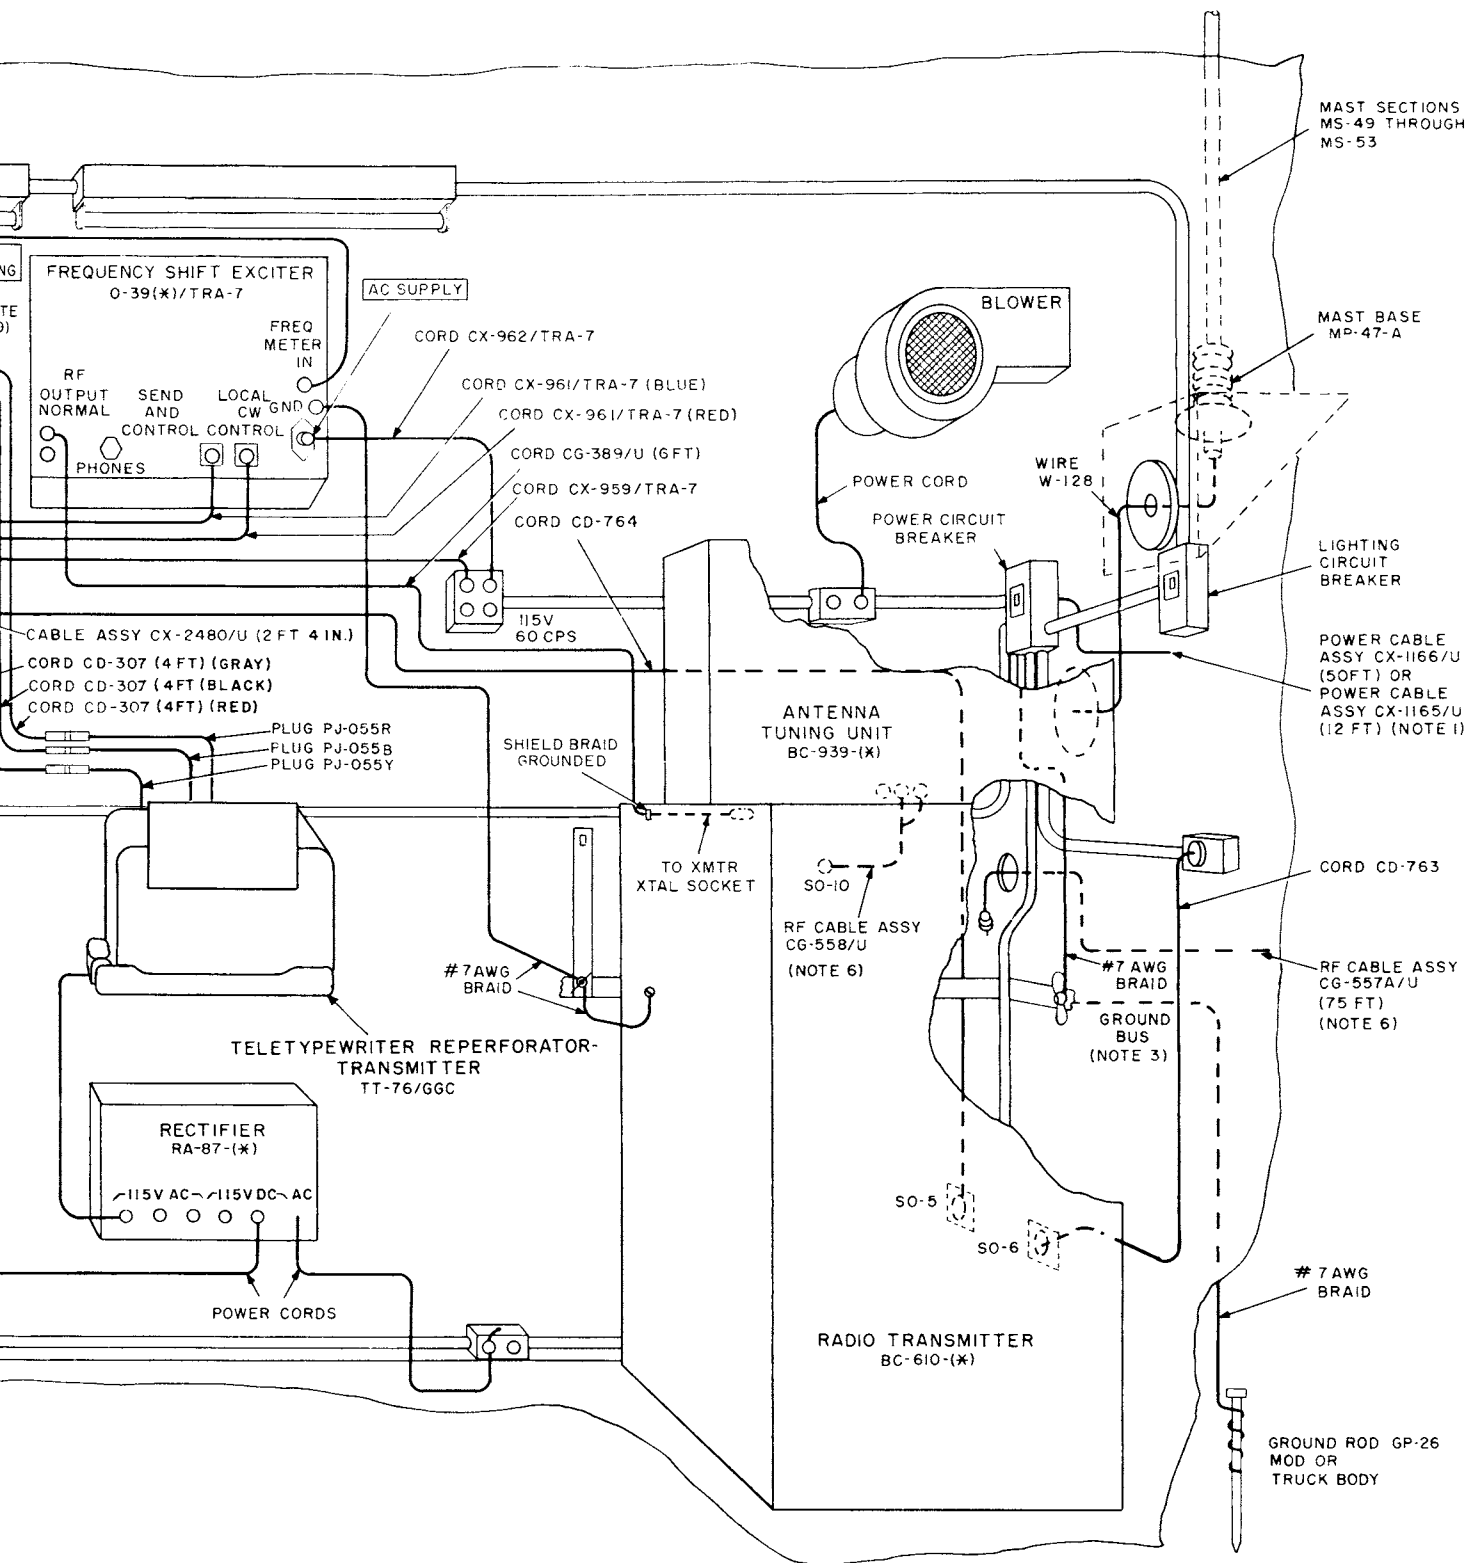 MAST SECTIONS
MS-49 THROUGH
MS-53
NG
FREQUENCY SHIFT EXCITER
O-39(*)/TRA-7
AC SUPPLY
BLOWER
TE
9)
FREQ
METER
IN
CORD CX-962/TRA-7
MAST BASE
MP-47-A
RF
OUTPUT
NORMAL
SEND
AND
CONTROL
LOCAL
CW
CONTROL
GND
PHONES
CORD CX-961/TRA-7 (BLUE)
CORD CX-961/TRA-7 (RED)
CORD CG-389/U (6FT)
CORD CX-959/TRA-7
CORD CD-764
POWER CORD
WIRE
W-128
POWER CIRCUIT
BREAKER
LIGHTING
CIRCUIT
BREAKER
115V
60 CPS
CABLE ASSY CX-2480/U (2 FT 4 IN.)
CORD CD-307 (4 FT) (GRAY)
CORD CD-307 (4FT (BLACK)
CORD CD-307 (4FT) (RED)
POWER CABLE
ASSY CX-1166/U
(50FT) OR
POWER CABLE
ASSY CX-1165/U
(12 FT) (NOTE 1)
PLUG PJ-055R
PLUG PJ-055B
PLUG PJ-055Y
SHIELD BRAID
GROUNDED
ANTENNA
TUNING UNIT
BC-939-(*)
TO XMTR
XTAL SOCKET
SO-10
CORD CD-763
RF CABLE ASSY
CG-558/U
(NOTE 6)
#7 AWG
BRAID
#7 AWG
BRAID
RF CABLE ASSY
CG-557A/U
(75 FT)
(NOTE 6)
GROUND
BUS
(NOTE 3)
TELETYPEWRITER REPERFORATOR-
TRANSMITTER
TT-76/GGC
RECTIFIER
RA-87-(*)
115V AC
115V DC
AC
SO-5
SO-6
POWER CORDS
# 7 AWG
BRAID
RADIO TRANSMITTER
BC-610-(*)
GROUND ROD GP-26
MOD OR
TRUCK BODY